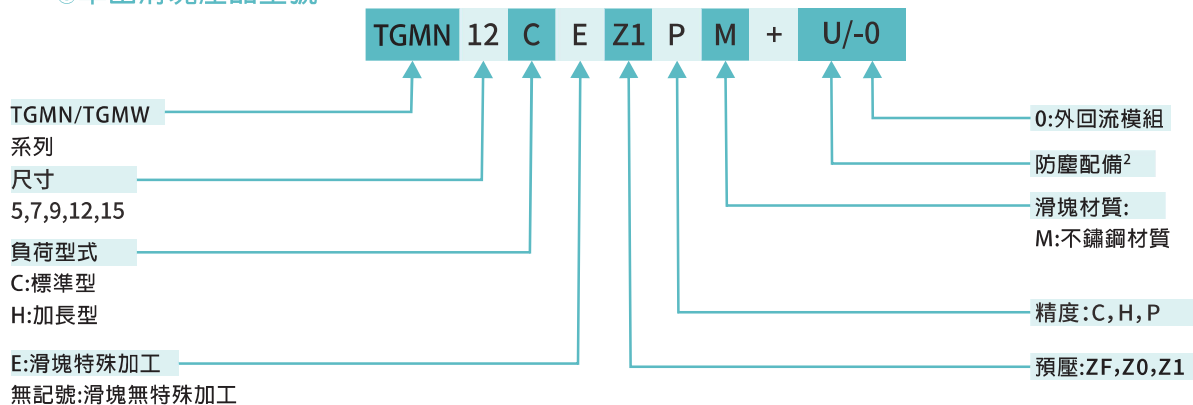 TGMN 12 C E Z1 P M + U/-0
TGMN/TGMW
系列
尺寸
5,7,9,12,15
負荷型式
C:標準型
H:加長型
E:滑塊特殊加工
無記號:滑塊無特殊加工
0:外回流模組
防塵配備²
滑塊材質:
M:不鏽鋼材質
精度:C,H,P
預壓:ZF,Z0,Z1